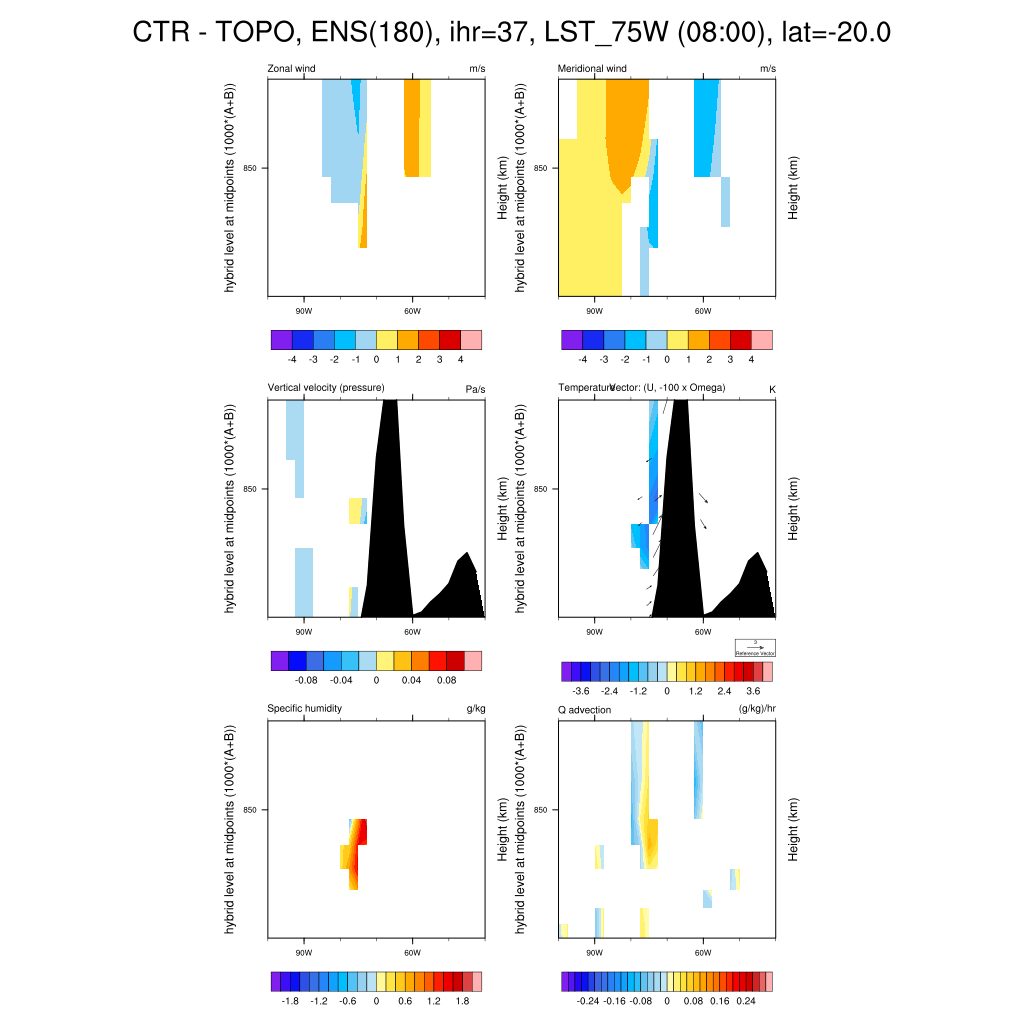 CTR - TOPO, ENS(180), ihr=37, LST_75W (08:00), lat=-20.0
Zonal wind m/s
hybrid level at midpoints (1000*(A+B))
850
Height (km)
90W 60W
-4 -3 -2 -1 0 1 2 3 4
Meridional wind m/s
hybrid level at midpoints (1000*(A+B))
850
Height (km)
90W 60W
-4 -3 -2 -1 0 1 2 3 4
Vertical velocity (pressure) Pa/s
hybrid level at midpoints (1000*(A+B))
850
Height (km)
90W 60W
-0.08 -0.04 0 0.04 0.08
Temperature Vector: (U, -100 x Omega) K
hybrid level at midpoints (1000*(A+B))
850
Height (km)
90W 60W
3
Reference Vector
-3.6 -2.4 -1.2 0 1.2 2.4 3.6
Specific humidity g/kg
hybrid level at midpoints (1000*(A+B))
850
Height (km)
90W 60W
-1.8 -1.2 -0.6 0 0.6 1.2 1.8
Q advection (g/kg)/hr
hybrid level at midpoints (1000*(A+B))
850
Height (km)
90W 60W
-0.24 -0.16 -0.08 0 0.08 0.16 0.24